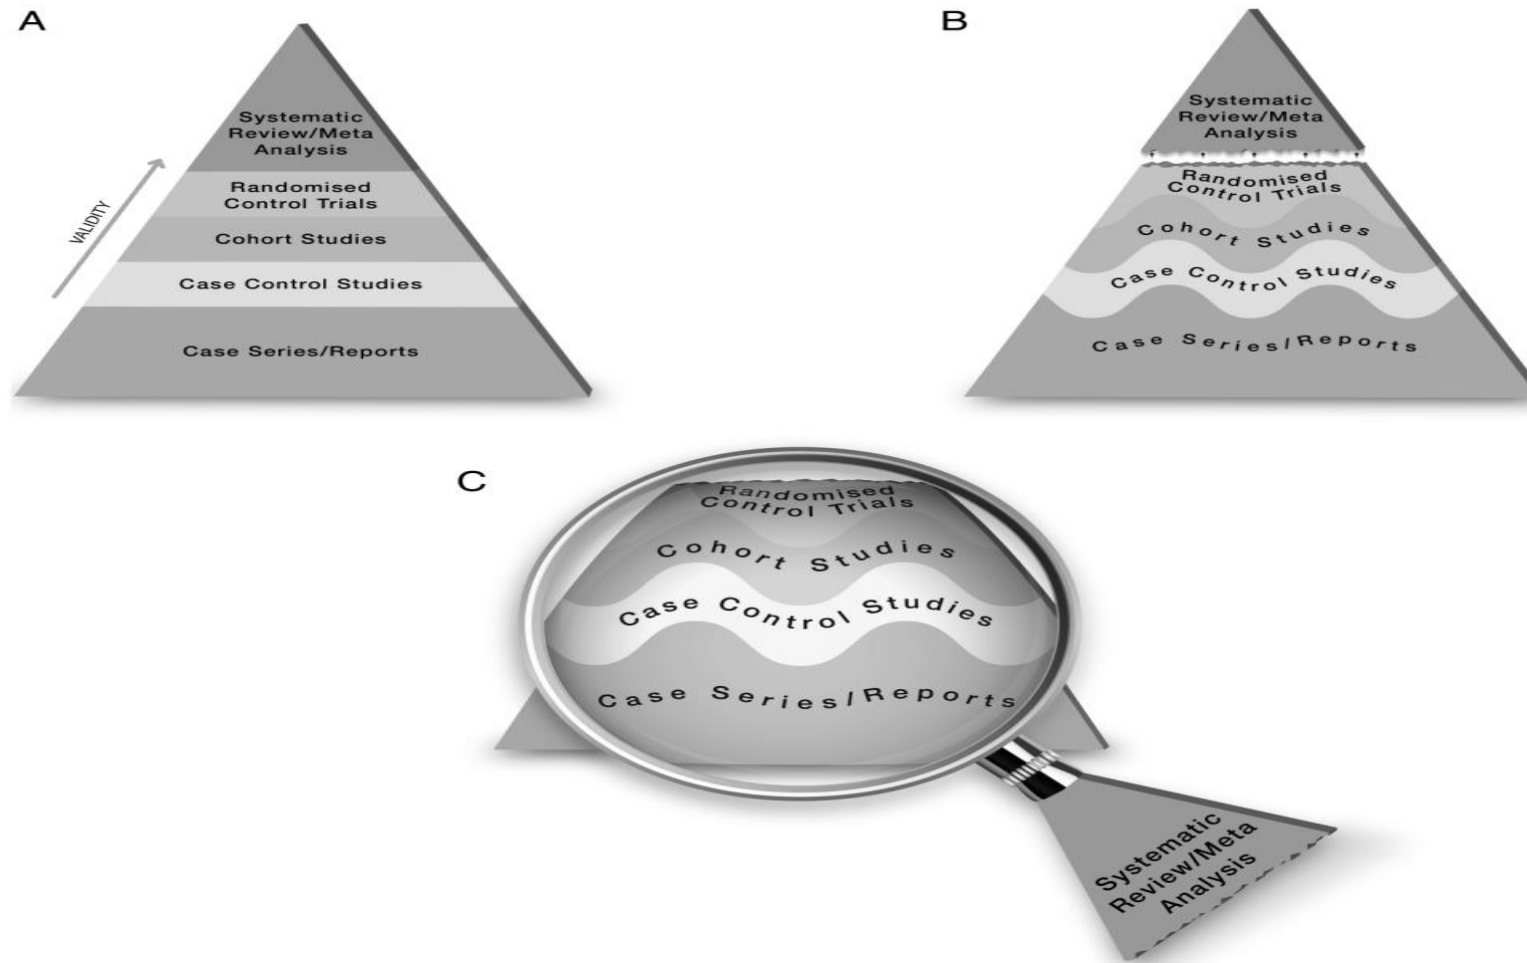 A
Systematic
Review/Meta
Analysis
Randomised
Control Trials
Cohort Studies
Case Control Studies
Case Series/Reports
VALIDITY
B
Systematic
Review/Meta
Analysis
Randomised
Control Trials
Cohort Studies
Case Control Studies
Case Series/Reports
C
Randomised
Control Trials
Cohort Studies
Case Control Studies
Case Series/Reports
Systematic
Review/Meta
Analysis